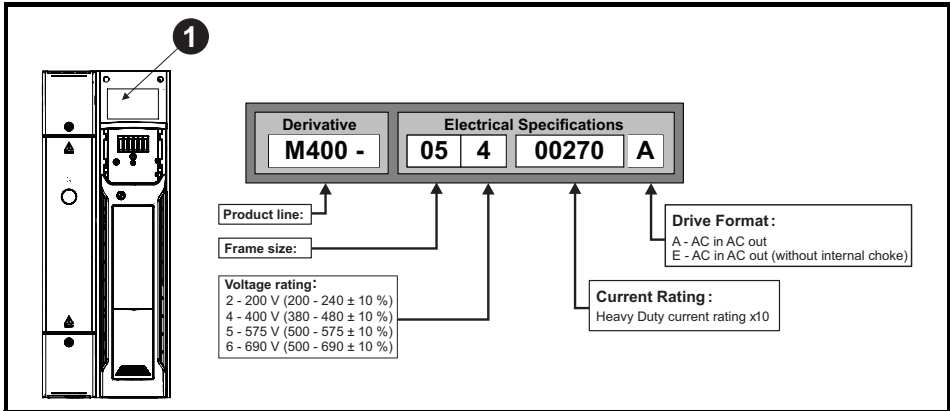 1
Derivative
Electrical Specifications
M400 -
05 4 00270 A
Product line:
Frame size:
Voltage rating:
2 - 200 V (200 - 240 ± 10 %)
4 - 400 V (380 - 480 ± 10 %)
5 - 575 V (500 - 575 ± 10 %)
6 - 690 V (500 - 690 ± 10 %)
Current Rating :
Heavy Duty current rating x10
Drive Format :
A - AC in AC out
E - AC in AC out (without internal choke)